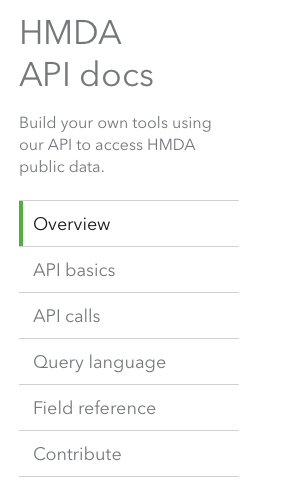 HMDA
API docs
Build your own tools using
our API to access HMDA
public data.
Overview
API basics
API calls
Query language
Field reference
Contribute